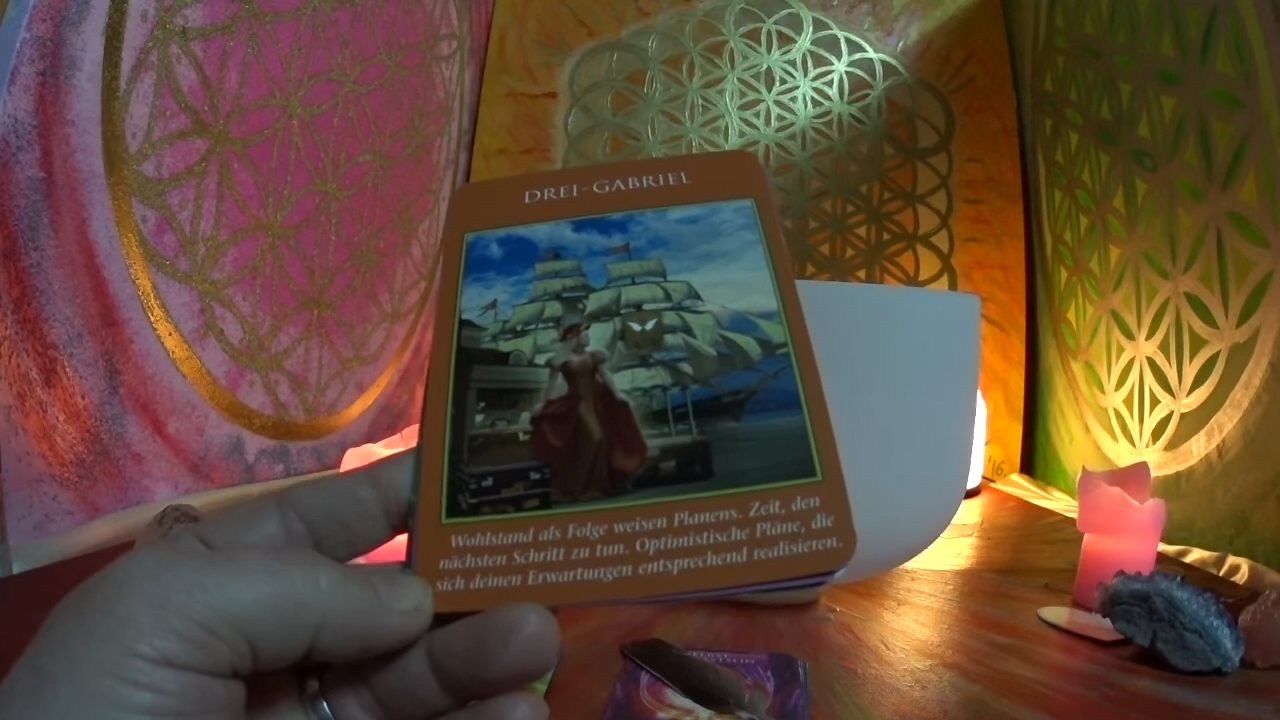 DREI-GABRIEL
Wohlstand als Folge weisen Planens. Zeit, den
nächsten Schritt zu tun. Optimistische Pläne, die
sich deinen Erwartungen entsprechend realisieren.
'16